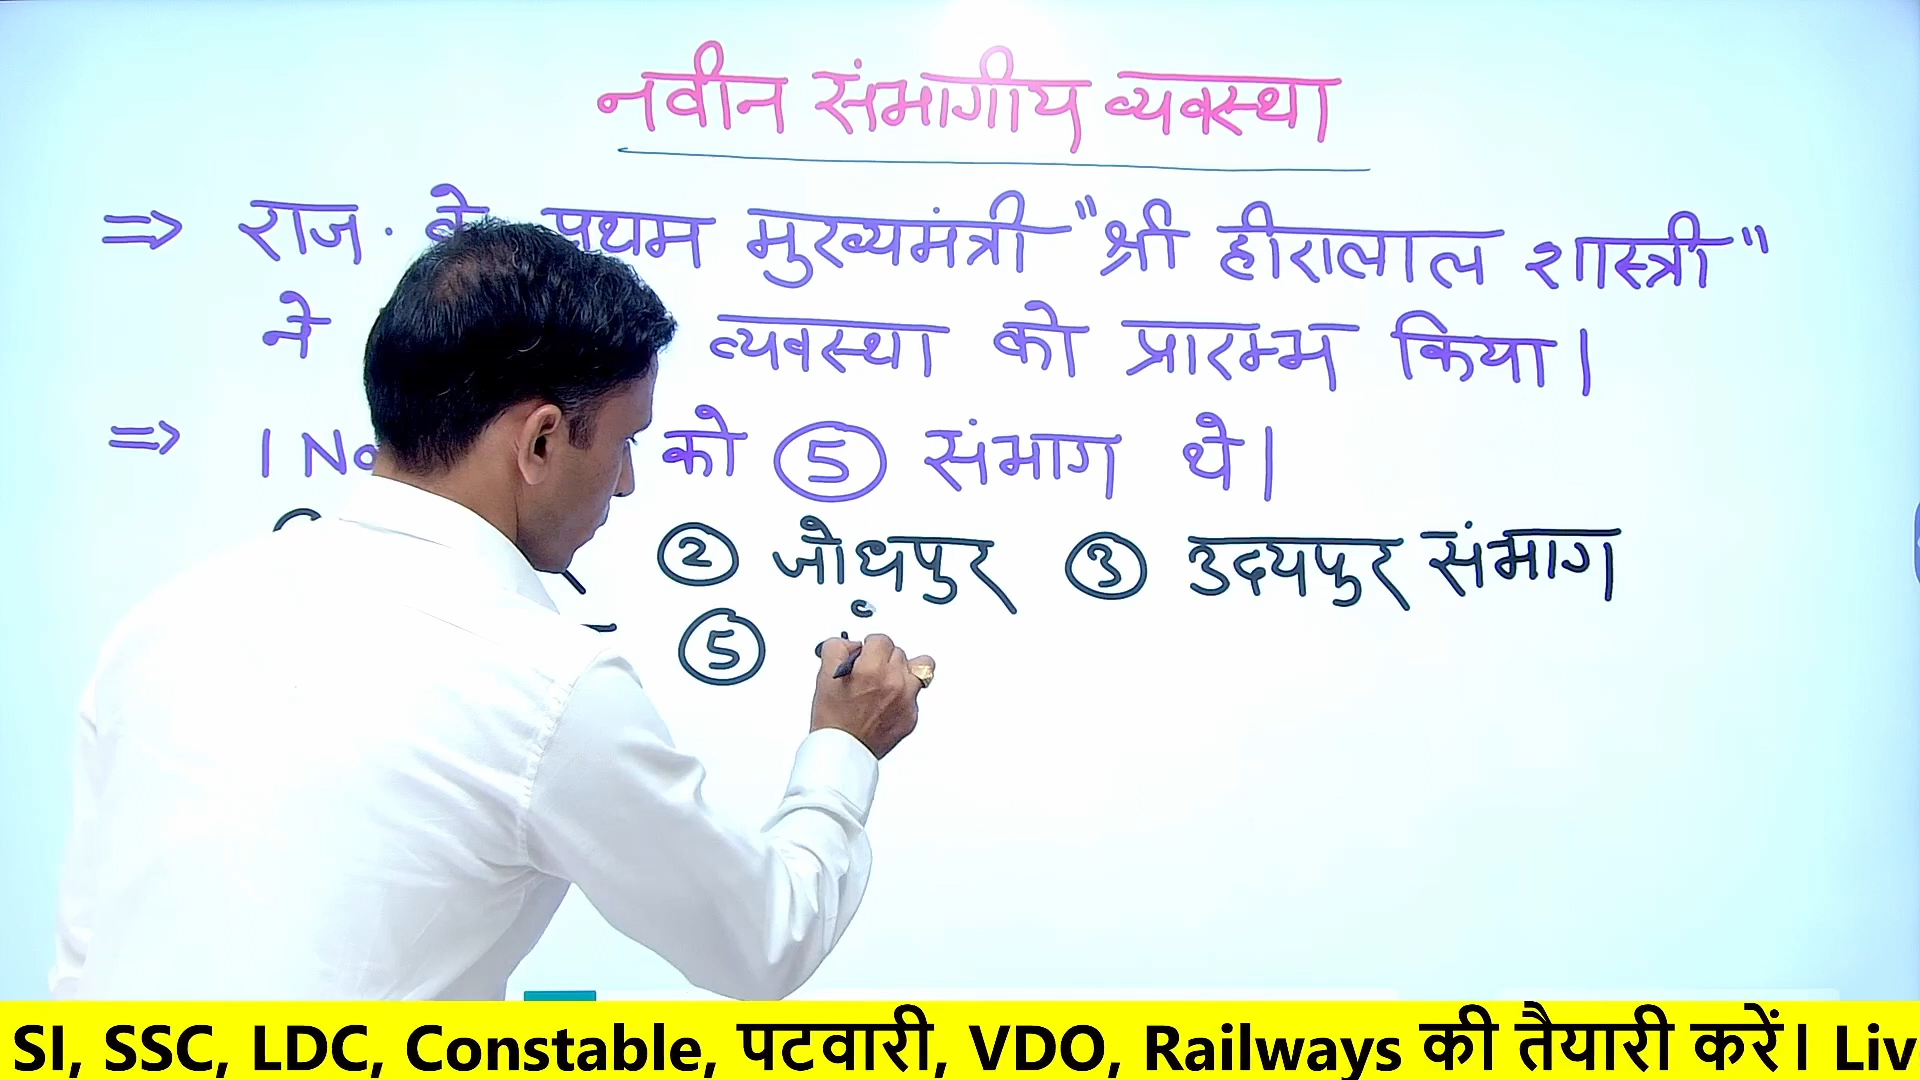 नवीन संभागीय व्यवस्था
⇒ राज. के प्रथम मुख्यमंत्री "श्री हीरालाल शास्त्री"
ने व्यवस्था को प्रारम्भ किया।
⇒ 1 को 5 संभाग थे।
2 जोधपुर 3 उदयपुर संभाग
5
SI, SSC, LDC, Constable, पटवारी, VDO, Railways की तैयारी करें। Liv